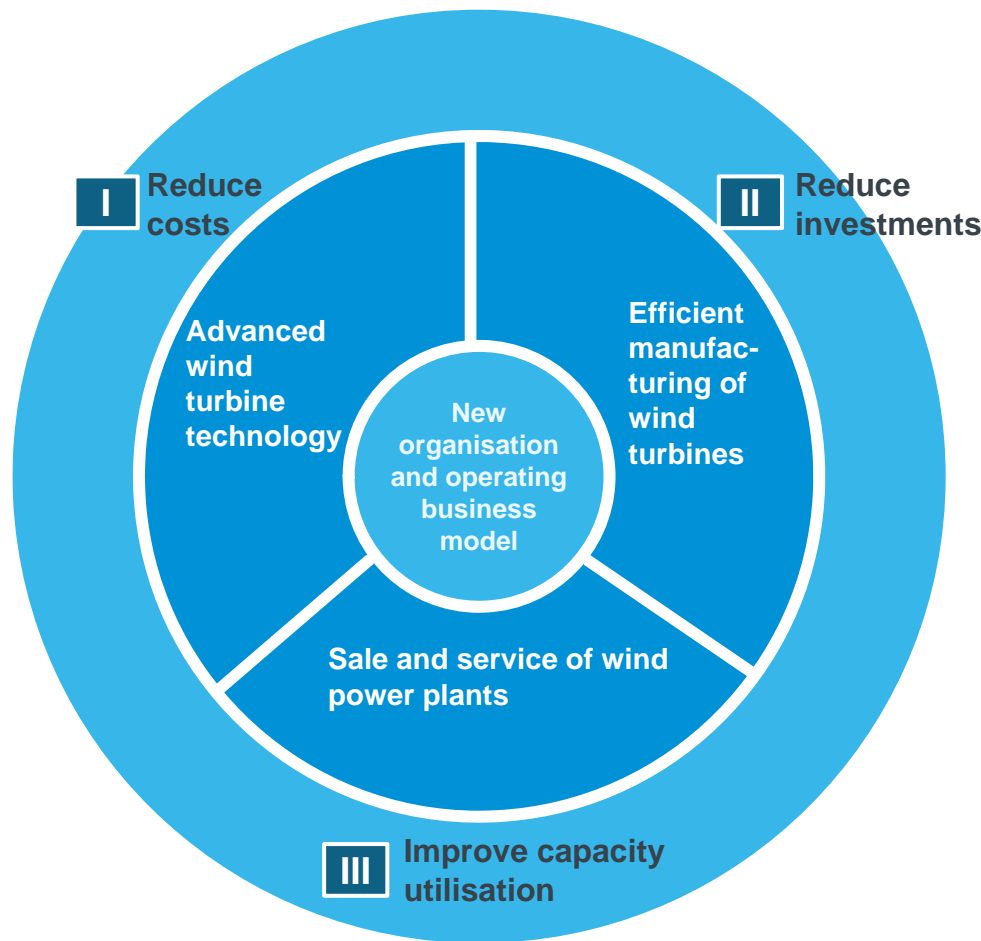 I
Reduce
costs
II
Reduce
investments
Advanced
wind
turbine
technology
Efficient
manufac-
turing of
wind
turbines
New
organisation
and operating
business
model
Sale and service of wind
power plants
III
Improve capacity
utilisation